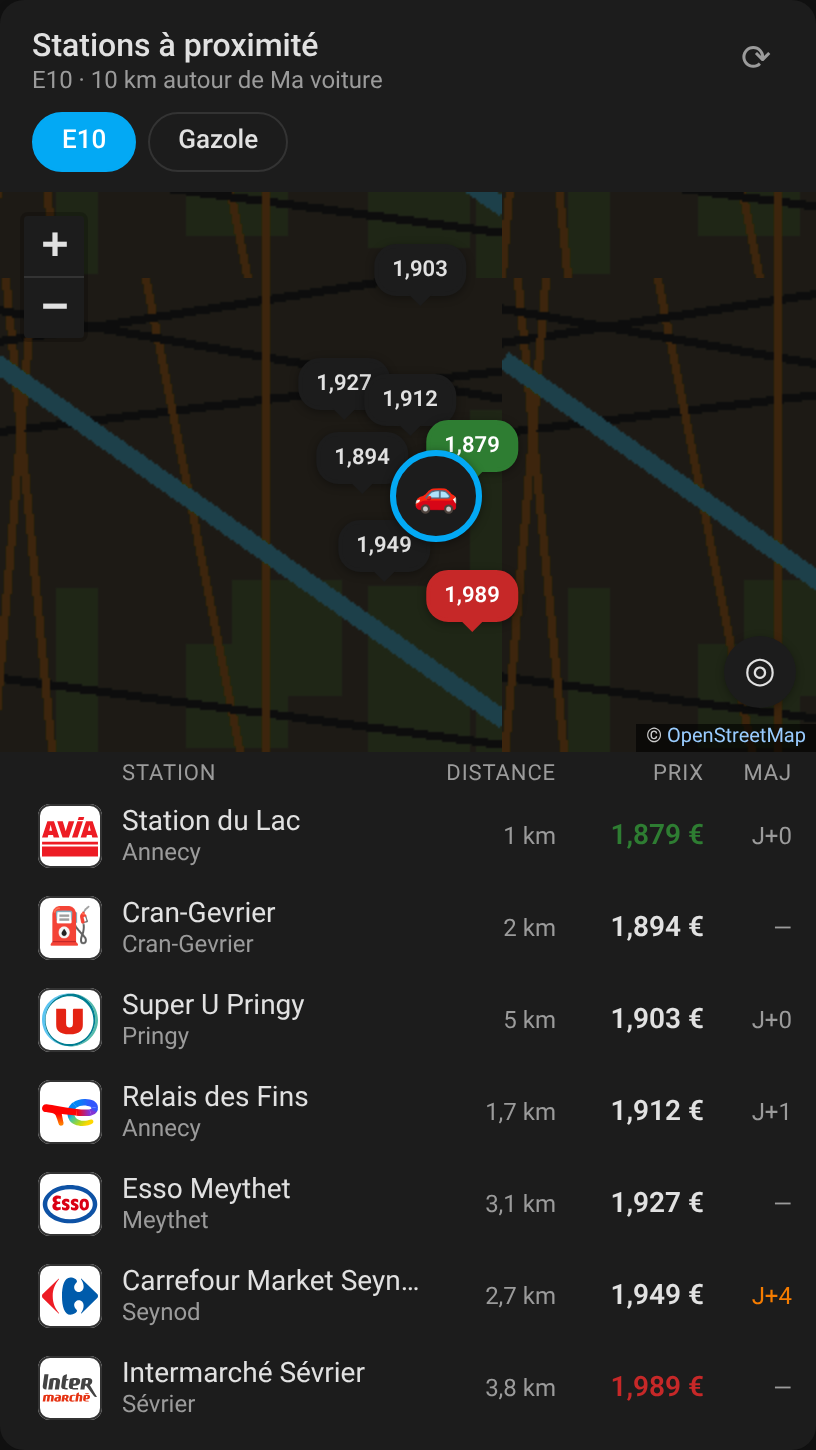 Stations à proximité
E10 · 10 km autour de Ma voiture
E10
Gazole
+
−
1,903
1,927
1,912
1,879
1,894
1,949
1,989
© OpenStreetMap
STATION DISTANCE PRIX MAJ
AVIA
Station du Lac
Annecy
1 km
1,879 €
J+0
Cran-Gevrier
Cran-Gevrier
2 km
1,894 €
—
U
Super U Pringy
Pringy
5 km
1,903 €
J+0
Relais des Fins
Annecy
1,7 km
1,912 €
J+1
Esso
Esso Meythet
Meythet
3,1 km
1,927 €
—
Carrefour Market Seyn…
Seynod
2,7 km
1,949 €
J+4
Inter
marché
Intermarché Sévrier
Sévrier
3,8 km
1,989 €
—